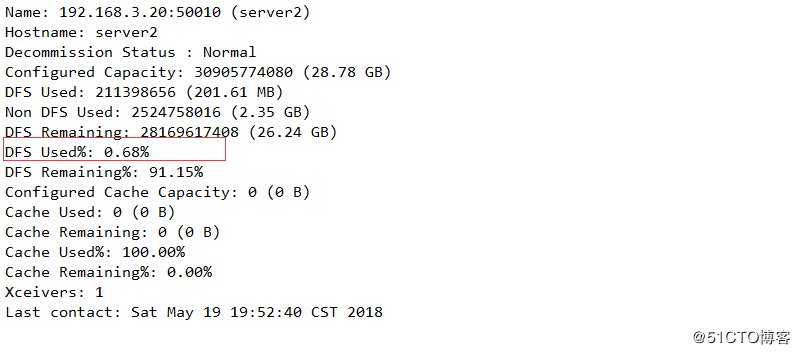 Name: 192.168.3.20:50010 (server2)
Hostname: server2
Decommission Status : Normal
Configured Capacity: 30905774080 (28.78 GB)
DFS Used: 211398656 (201.61 MB)
Non DFS Used: 2524758016 (2.35 GB)
DFS Remaining: 28169617408 (26.24 GB)
DFS Used%: 0.68%
DFS Remaining%: 91.15%
Configured Cache Capacity: 0 (0 B)
Cache Used: 0 (0 B)
Cache Remaining: 0 (0 B)
Cache Used%: 100.00%
Cache Remaining%: 0.00%
Xceivers: 1
Last contact: Sat May 19 19:52:40 CST 2018
@51CTO博客